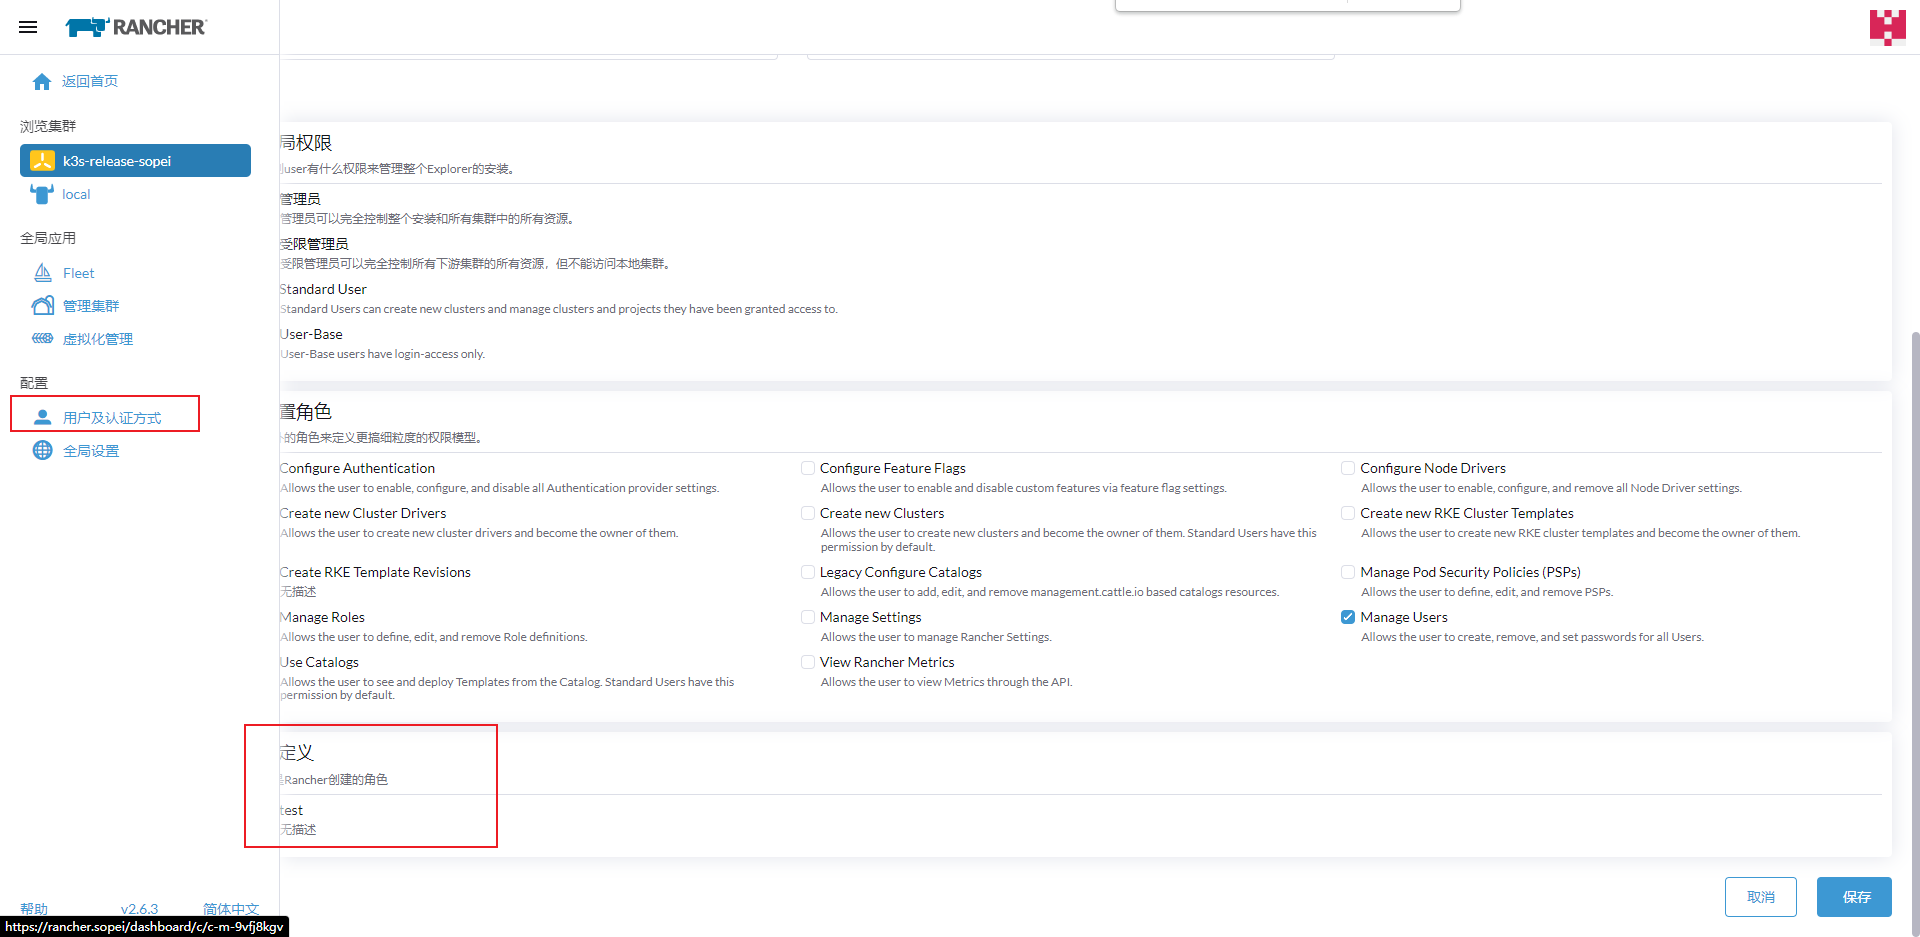 RANCHER
返回首页
浏览集群
k3s-release-sopei
local
全局应用
Fleet
管理集群
虚拟化管理
配置
用户及认证方式
全局设置
帮助
v2.6.3
简体中文
https://rancher.sopei/dashboard/c/c-m-9vfj8kgv
局权限
user有什么权限来管理整个Explorer的安装。
管理员
管理员可以完全控制整个安装和所有集群中的所有资源。
受限管理员
受限管理员可以完全控制所有下游集群的所有资源，但不能访问本地集群。
Standard User
Standard Users can create new clusters and manage clusters and projects they have been granted access to.
User-Base
User-Base users have login-access only.
置角色
的角色来定义更搞细粒度的权限模型。
Configure Authentication
Allows the user to enable, configure, and disable all Authentication provider settings.
Configure Feature Flags
Allows the user to enable and disable custom features via feature flag settings.
Configure Node Drivers
Allows the user to enable, configure, and remove all Node Driver settings.
Create new Cluster Drivers
Allows the user to create new cluster drivers and become the owner of them.
Create new Clusters
Allows the user to create new clusters and become the owner of them. Standard Users have this
permission by default.
Create new RKE Cluster Templates
Allows the user to create new RKE cluster templates and become the owner of them.
Create RKE Template Revisions
无描述
Legacy Configure Catalogs
Allows the user to add, edit, and remove management.cattle.io based catalogs resources.
Manage Pod Security Policies (PSPs)
Allows the user to define, edit, and remove PSPs.
Manage Roles
Allows the user to define, edit, and remove Role definitions.
Manage Settings
Allows the user to manage Rancher Settings.
Manage Users
Allows the user to create, remove, and set passwords for all Users.
Use Catalogs
Allows the user to see and deploy Templates from the Catalog. Standard Users have this
permission by default.
View Rancher Metrics
Allows the user to view Metrics through the API.
定义
Rancher创建的角色
test
无描述
取消
保存